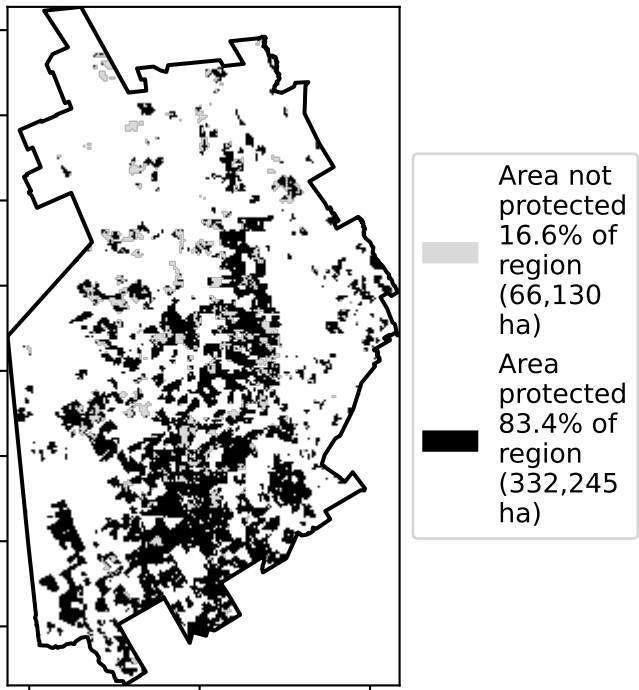 Area not
protected
16.6% of
region
(66,130
ha)
Area
protected
83.4% of
region
(332,245
ha)